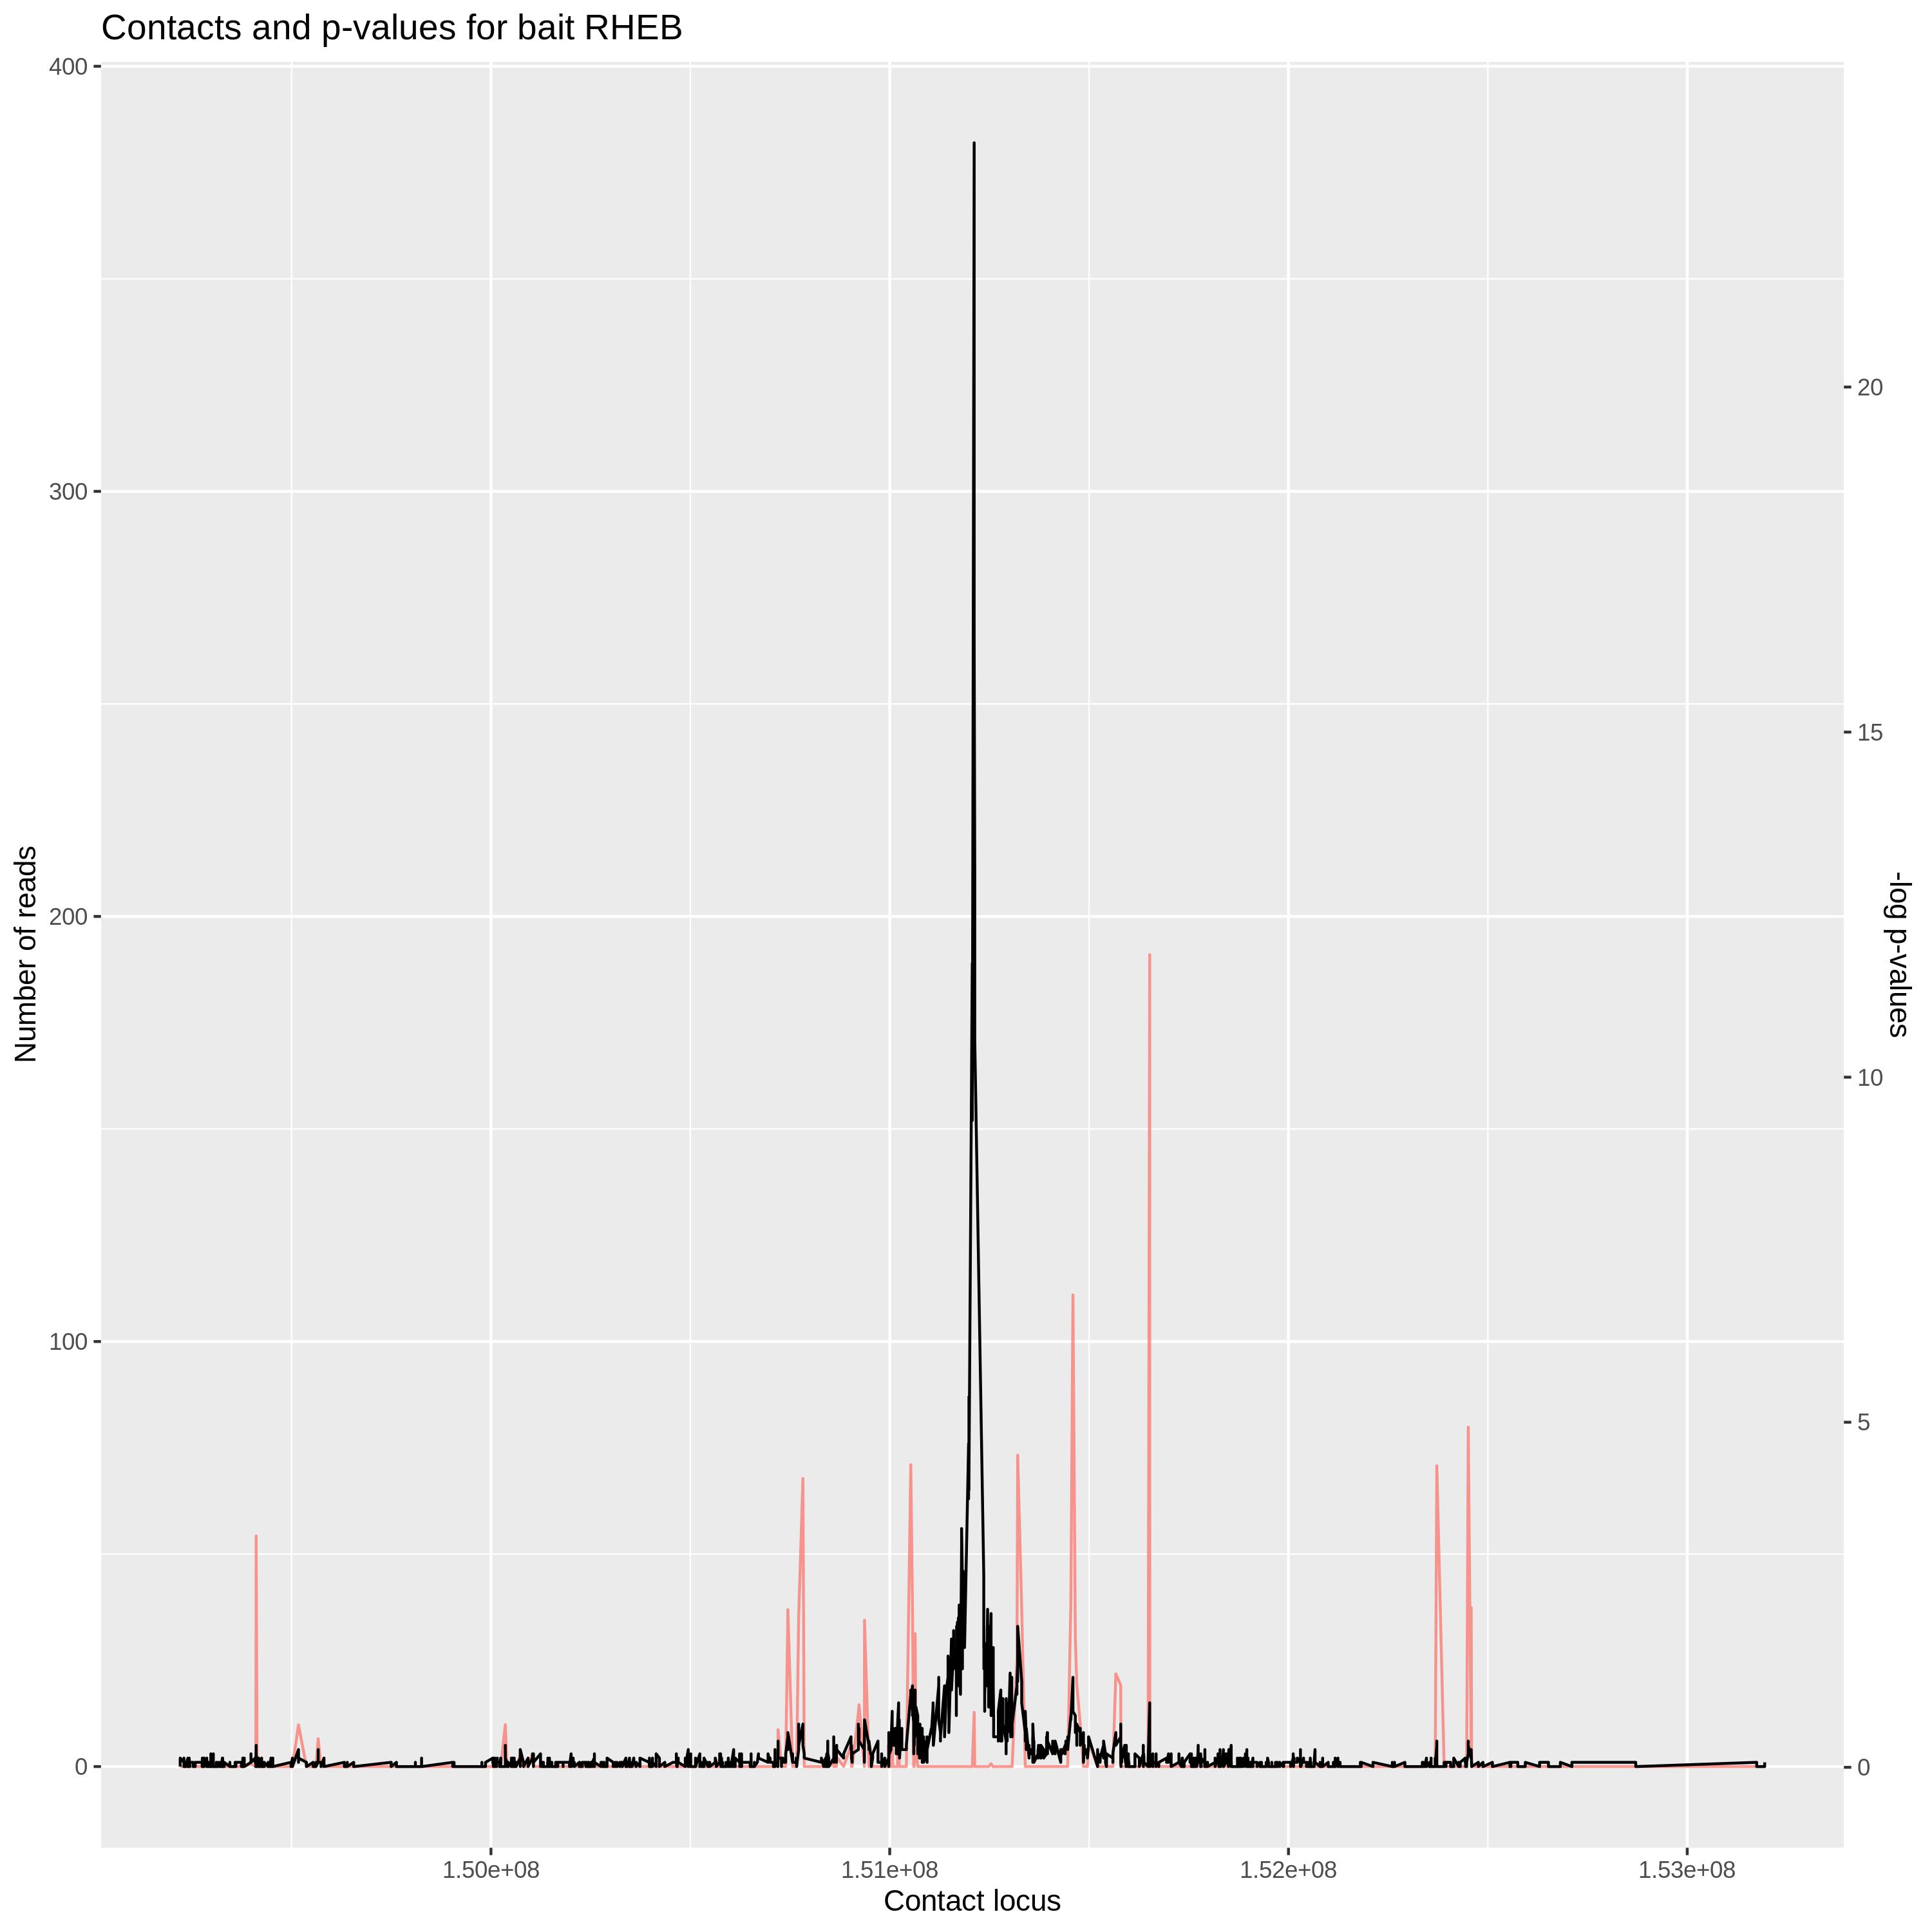 Contacts and p-values for bait RHEB
400
300
200
100
0
Number of reads
20
15
10
5
0
-log p-values
1.50e+08
1.51e+08
1.52e+08
1.53e+08
Contact locus